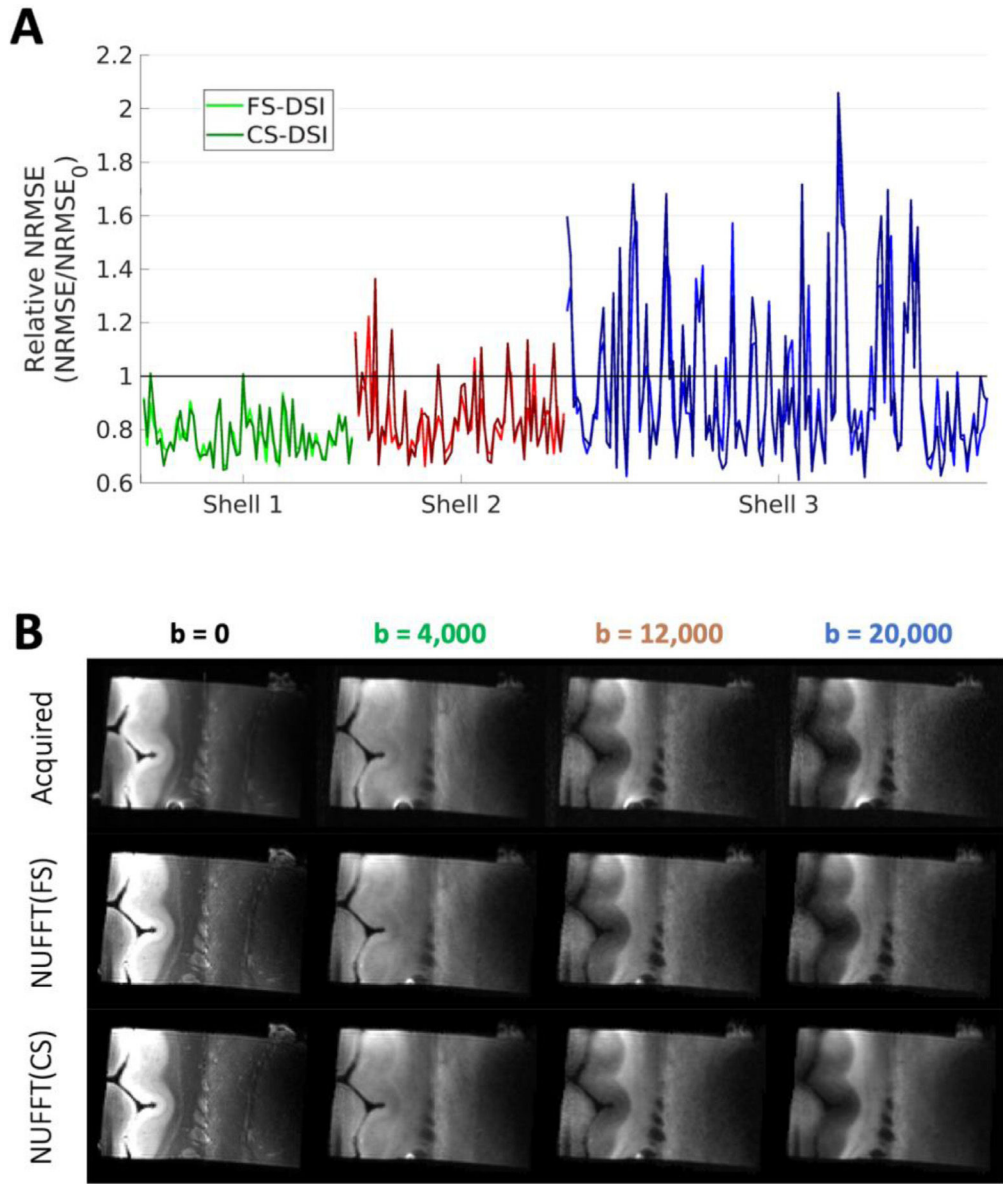 A
2.2
2
1.8
1.6
1.4
1.2
1
0.8
0.6
Relative NRMSE
(NRMSE/NRMSE0)
FS-DSI
CS-DSI
Shell 1 Shell 2 Shell 3
B
b = 0 b = 4,000 b = 12,000 b = 20,000
Acquired
NUFFT(FS)
NUFFT(CS)